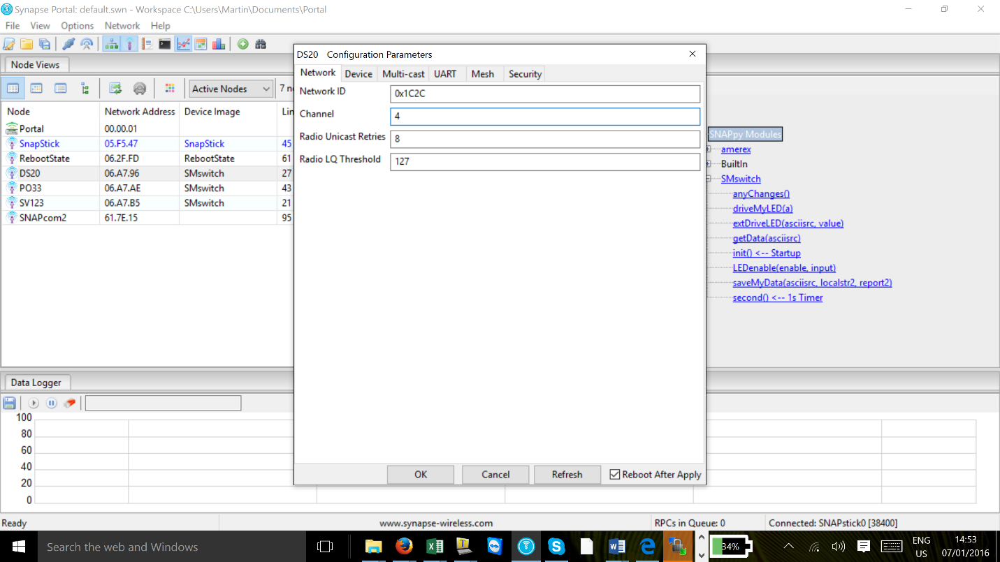 Synapse Portal: default.swn - Workspace C:\Users\Martin\Documents\Portal
File View Options Network Help
Node Views
Active Nodes
Node Network Address Device Image
Portal 00.00.01
SnapStick 05.F5.47 SnapStick 45
RebootState 06.2F.FD RebootState 61
DS20 06.A7.96 SMswitch 27
PO33 06.A7.AE SMswitch 43
SV123 06.A7.B5 SMswitch 21
SNAPcom2 61.7E.15 95
DS20 Configuration Parameters
Network Device Multi-cast UART Mesh Security
Network ID 0x1C2C
Channel 4
Radio Unicast Retries 8
Radio LQ Threshold 127
OK Cancel Refresh Reboot After Apply
SNAPpy Modules
amerex
BuiltIn
SMswitch
anyChanges()
driveMyLED(a)
extDriveLED(asciisrc, value)
getData(asciisrc)
init() <-- Startup
LEDenable(enable, input)
saveMyData(asciisrc, localstr2, report2)
second() <-- 1s Timer
Data Logger
100
80
60
40
20
0
Ready www.synapse-wireless.com RPCs in Queue: 0 Connected: SNAPstick0 [38400]
Search the web and Windows
34%
ENG
US
14:53
07/01/2016